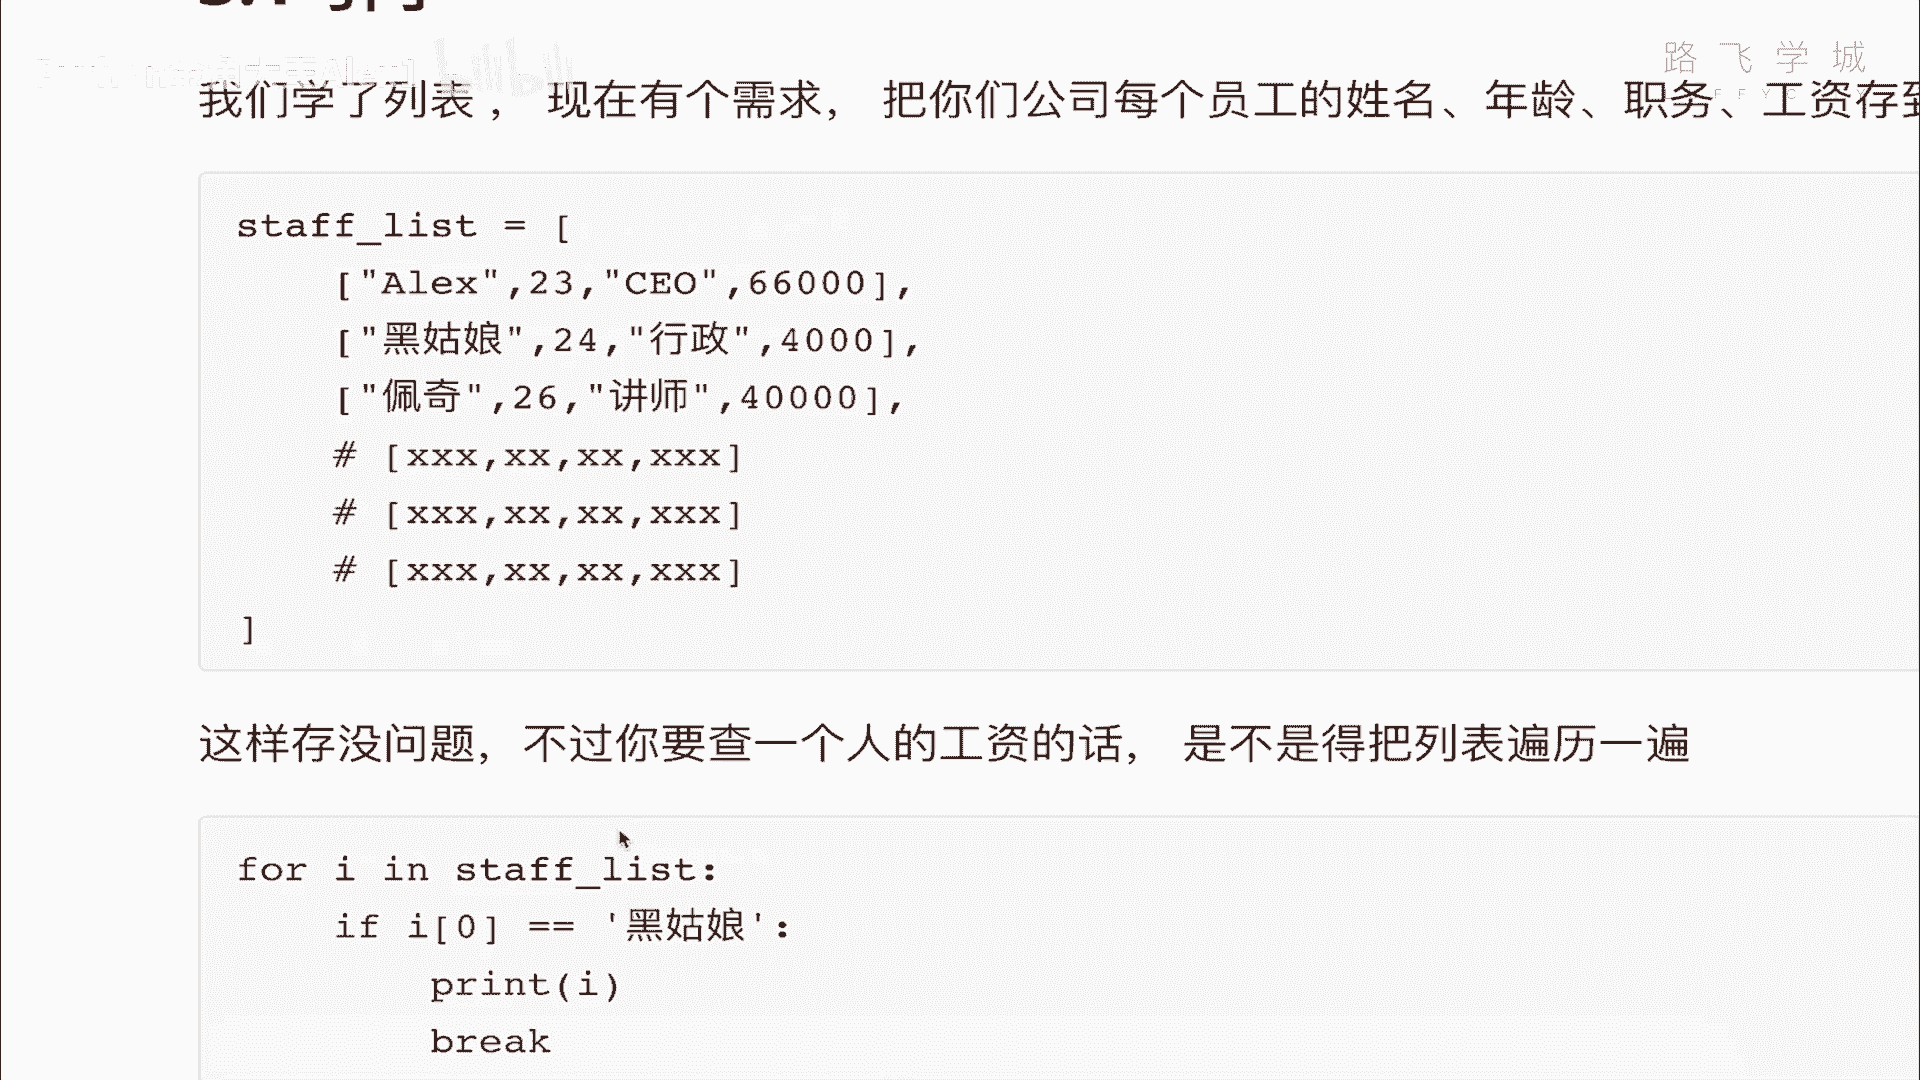 路飞学城
我们学了列表 ， 现在有个需求， 把你们公司每个员工的姓名、年龄、职务、工资存到
staff_list = [
    ["Alex",23,"CEO",66000],
    ["黑姑娘",24,"行政",4000],
    ["佩奇",26,"讲师",40000],
    # [xxx,xx,xx,xxx]
    # [xxx,xx,xx,xxx]
    # [xxx,xx,xx,xxx]
]
这样存没问题，不过你要查一个人的工资的话， 是不是得把列表遍历一遍
for i in staff_list:
    if i[0] == '黑姑娘':
        print(i)
        break